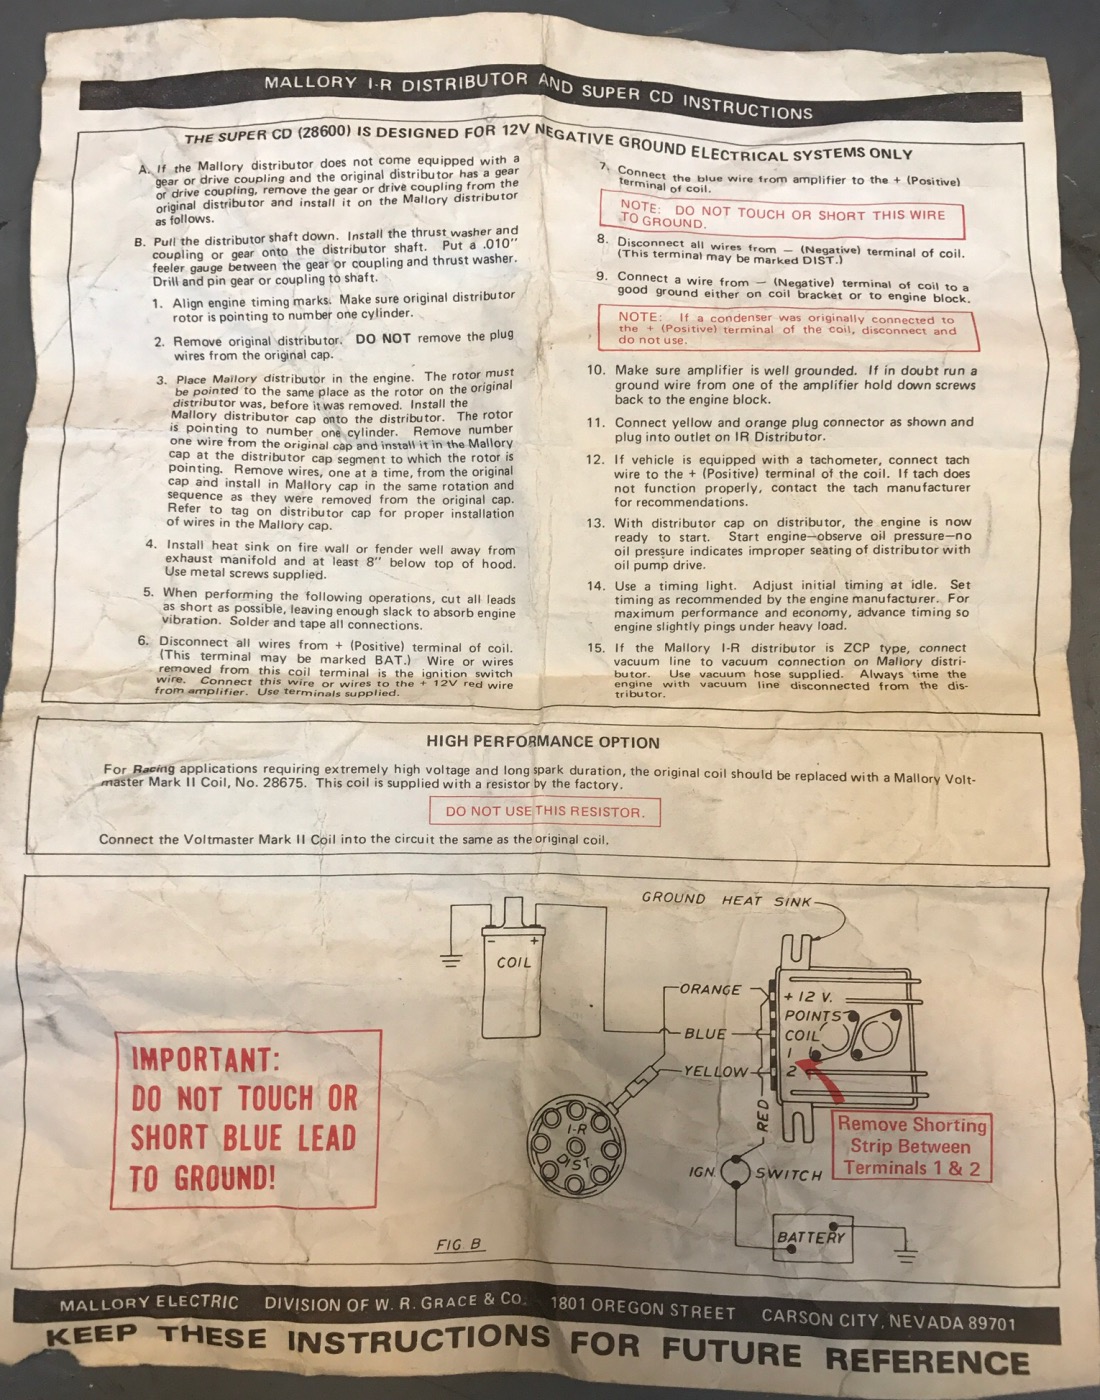 MALLORY I-R DISTRIBUTOR AND SUPER CD INSTRUCTIONS
THE SUPER CD (28600) IS DESIGNED FOR 12V NEGATIVE GROUND ELECTRICAL SYSTEMS ONLY
A. If the Mallory distributor does not come equipped with a
gear or drive coupling and the original distributor has a gear
or drive coupling, remove the gear or drive coupling from the
original distributor and install it on the Mallory distributor
as follows.
B. Pull the distributor shaft down. Install the thrust washer and
coupling or gear onto the distributor shaft. Put a .010"
feeler gauge between the gear or coupling and thrust washer.
Drill and pin gear or coupling to shaft.
1. Align engine timing marks. Make sure original distributor
rotor is pointing to number one cylinder.
2. Remove original distributor. DO NOT remove the plug
wires from the original cap.
3. Place Mallory distributor in the engine. The rotor must
be pointed to the same place as the rotor on the original
distributor was, before it was removed. Install the
Mallory distributor cap onto the distributor. The rotor
is pointing to number one cylinder. Remove number
one wire from the original cap and install it in the Mallory
cap at the distributor cap segment to which the rotor is
pointing. Remove wires, one at a time, from the original
cap and install in Mallory cap in the same rotation and
sequence as they were removed from the original cap.
Refer to tag on distributor cap for proper installation
of wires in the Mallory cap.
4. Install heat sink on fire wall or fender well away from
exhaust manifold and at least 8" below top of hood.
Use metal screws supplied.
5. When performing the following operations, cut all leads
as short as possible, leaving enough slack to absorb engine
vibration. Solder and tape all connections.
6. Disconnect all wires from + (Positive) terminal of coil.
(This terminal may be marked BAT.) Wire or wires
removed from this coil terminal is the ignition switch
wire. Connect this wire or wires to the + 12V red wire
from amplifier. Use terminals supplied.
7. Connect the blue wire from amplifier to the + (Positive)
terminal of coil.
NOTE: DO NOT TOUCH OR SHORT THIS WIRE
TO GROUND.
8. Disconnect all wires from — (Negative) terminal of coil.
(This terminal may be marked DIST.)
9. Connect a wire from — (Negative) terminal of coil to a
good ground either on coil bracket or to engine block.
NOTE: If a condenser was originally connected to
the + (Positive) terminal of the coil, disconnect and
do not use.
10. Make sure amplifier is well grounded. If in doubt run a
ground wire from one of the amplifier hold down screws
back to the engine block.
11. Connect yellow and orange plug connector as shown and
plug into outlet on IR Distributor.
12. If vehicle is equipped with a tachometer, connect tach
wire to the + (Positive) terminal of the coil. If tach does
not function properly, contact the tach manufacturer
for recommendations.
13. With distributor cap on distributor, the engine is now
ready to start. Start engine—observe oil pressure—no
oil pressure indicates improper seating of distributor with
oil pump drive.
14. Use a timing light. Adjust initial timing at idle. Set
timing as recommended by the engine manufacturer. For
maximum performance and economy, advance timing so
engine slightly pings under heavy load.
15. If the Mallory I-R distributor is ZCP type, connect
vacuum line to vacuum connection on Mallory distri-
butor. Use vacuum hose supplied. Always time the
engine with vacuum line disconnected from the dis-
tributor.
HIGH PERFORMANCE OPTION
For Racing applications requiring extremely high voltage and long spark duration, the original coil should be replaced with a Mallory Volt-
master Mark II Coil, No. 28675. This coil is supplied with a resistor by the factory.
DO NOT USE THIS RESISTOR.
Connect the Voltmaster Mark II Coil into the circuit the same as the original coil.
GROUND HEAT SINK
- +
COIL
ORANGE
+ 12 V.
POINTS
BLUE
COIL
1
YELLOW
2
RED
I-R
DIST.
IGN. SWITCH
BATTERY
Remove Shorting
Strip Between
Terminals 1 & 2
IMPORTANT:
DO NOT TOUCH OR
SHORT BLUE LEAD
TO GROUND!
FIG. B
MALLORY ELECTRIC DIVISION OF W. R. GRACE & CO. 1801 OREGON STREET CARSON CITY, NEVADA 89701
KEEP THESE INSTRUCTIONS FOR FUTURE REFERENCE